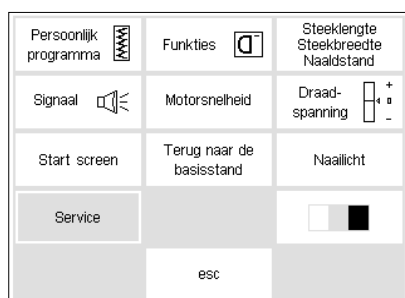 Persoonlijk
programma
Funkties
Steeklengte
Steekbreedte
Naaldstand
Signaal
Motorsnelheid
Draad-
spanning
+
-
Start screen
Terug naar de
basisstand
Naailicht
Service
esc